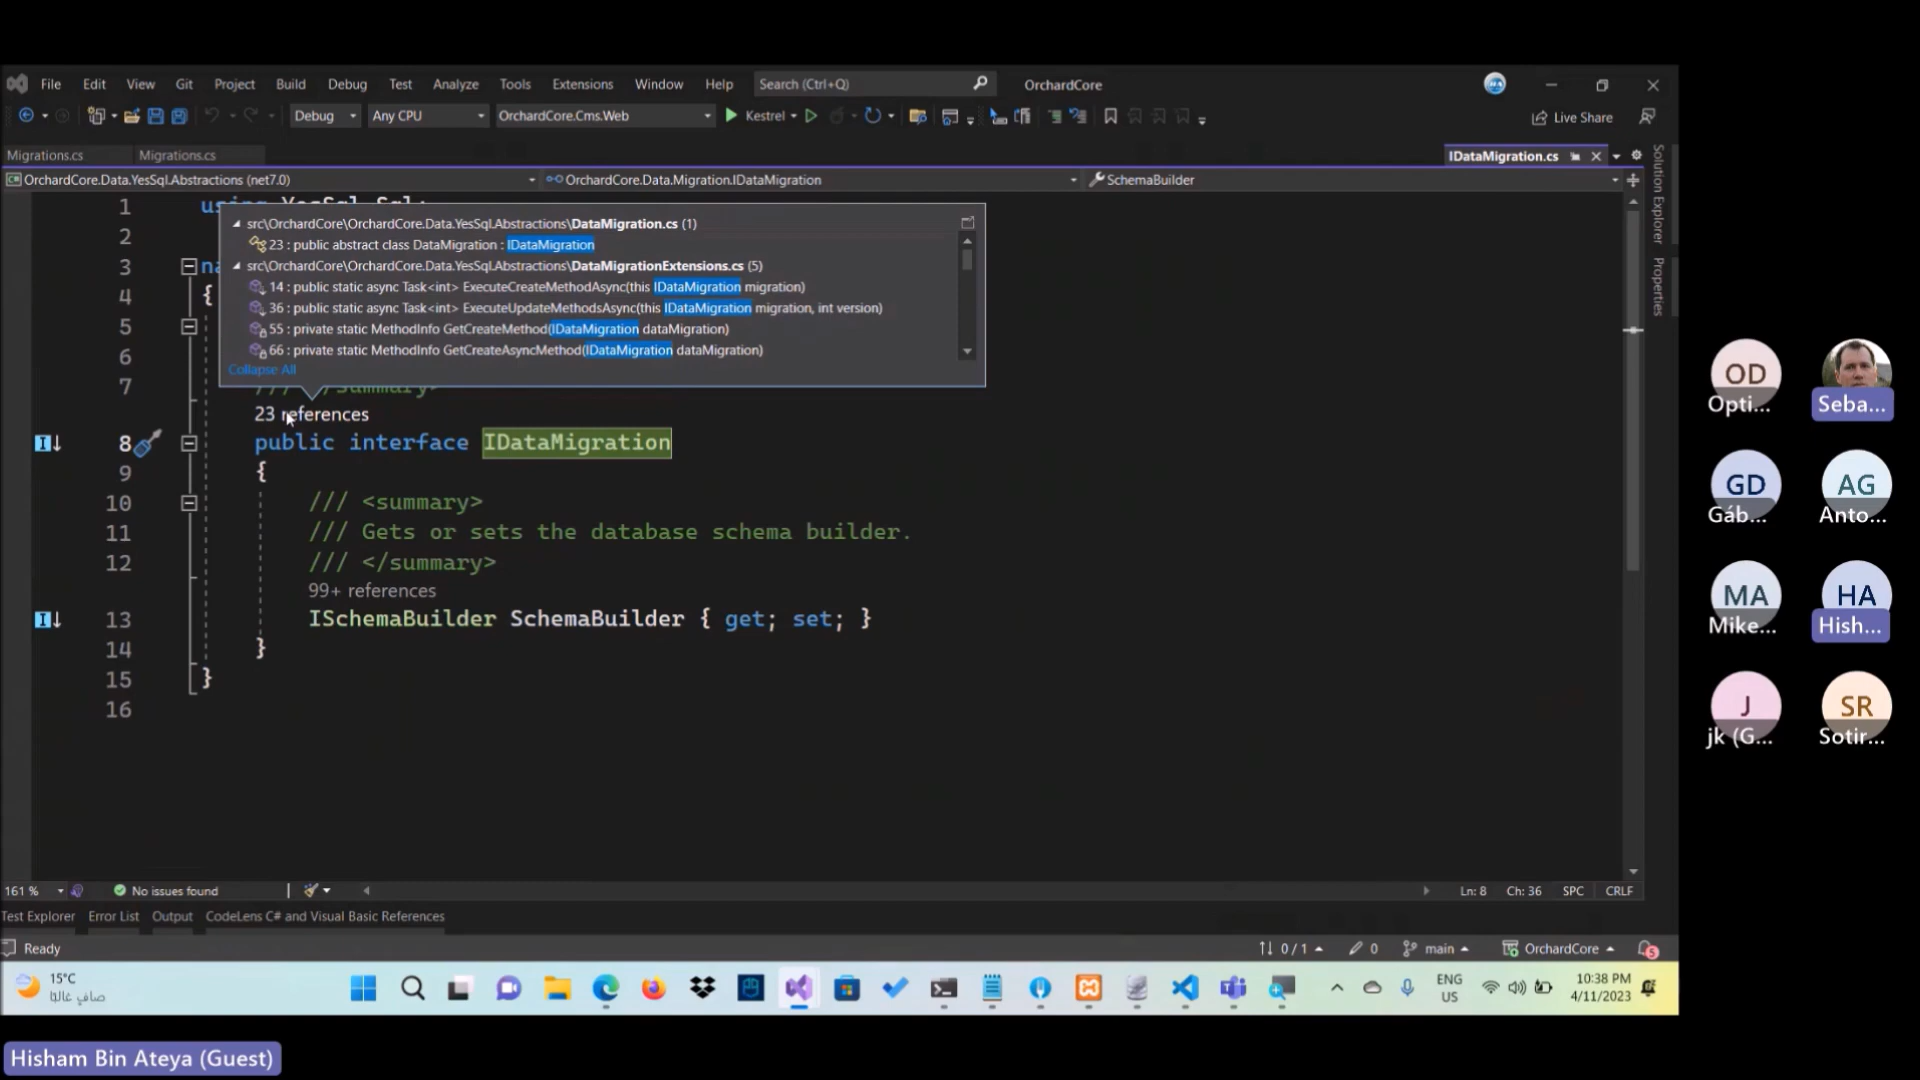 File Edit View Git Project Build Debug Test Analyze Tools Extensions Window Help Search (Ctrl+Q) OrchardCore
Debug Any CPU OrchardCore.Cms.Web Kestrel Live Share
Migrations.cs Migrations.cs IDataMigration.cs
OrchardCore.Data.YesSql.Abstractions (net7.0) OrchardCore.Data.Migration.IDataMigration SchemaBuilder
Solution Explorer
Properties
1 using YesSql.Sql;
2
3 na
4 {
5
6
7 /// </summary>
src\OrchardCore\OrchardCore.Data.YesSql.Abstractions\DataMigration.cs (1)
23 : public abstract class DataMigration : IDataMigration
src\OrchardCore\OrchardCore.Data.YesSql.Abstractions\DataMigrationExtensions.cs (5)
14 : public static async Task<int> ExecuteCreateMethodAsync(this IDataMigration migration)
36 : public static async Task<int> ExecuteUpdateMethodsAsync(this IDataMigration migration, int version)
55 : private static MethodInfo GetCreateMethod(IDataMigration dataMigration)
66 : private static MethodInfo GetCreateAsyncMethod(IDataMigration dataMigration)
Collapse All
23 references
8 public interface IDataMigration
9 {
10 /// <summary>
11 /// Gets or sets the database schema builder.
12 /// </summary>
99+ references
13 ISchemaBuilder SchemaBuilder { get; set; }
14 }
15 }
16
161 % No issues found Ln: 8 Ch: 36 SPC CRLF
Test Explorer Error List Output CodeLens C# and Visual Basic References
Ready 0 / 1 0 main OrchardCore 5
15°C
صافٍ غالبًا
ENG
US
10:38 PM
4/11/2023
Hisham Bin Ateya (Guest)
OD
Opti...
Seba...
GD
Gáb...
AG
Anto...
MA
Mike...
HA
Hish...
J
jk (G...
SR
Sotir...